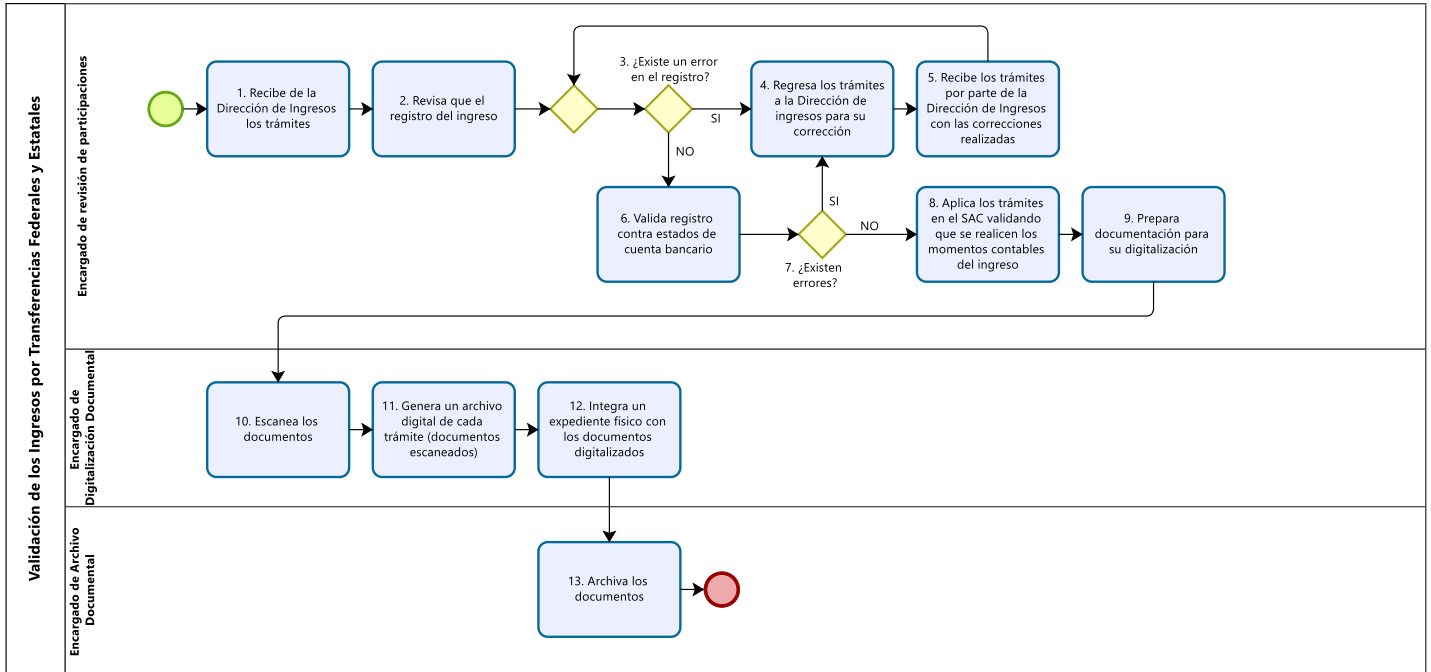 Validación de los Ingresos por Transferencias Federales y Estatales
Encargado de revisión de participaciones
1. Recibe de la
Dirección de Ingresos
los trámites
2. Revisa que el
registro del ingreso
3. ¿Existe un error
en el registro?
SI
NO
4. Regresa los trámites
a la Dirección de
ingresos para su
corrección
5. Recibe los trámites
por parte de la
Dirección de Ingresos
con las correcciones
realizadas
6. Valida registro
contra estados de
cuenta bancario
7. ¿Existen
errores?
SI
NO
8. Aplica los trámites
en el SAC validando
que se realicen los
momentos contables
del ingreso
9. Prepara
documentación para
su digitalización
Encargado de
Digitalización Documental
10. Escanea los
documentos
11. Genera un archivo
digital de cada
trámite (documentos
escaneados)
12. Integra un
expediente físico con
los documentos
digitalizados
Encargado de Archivo
Documental
13. Archiva los
documentos